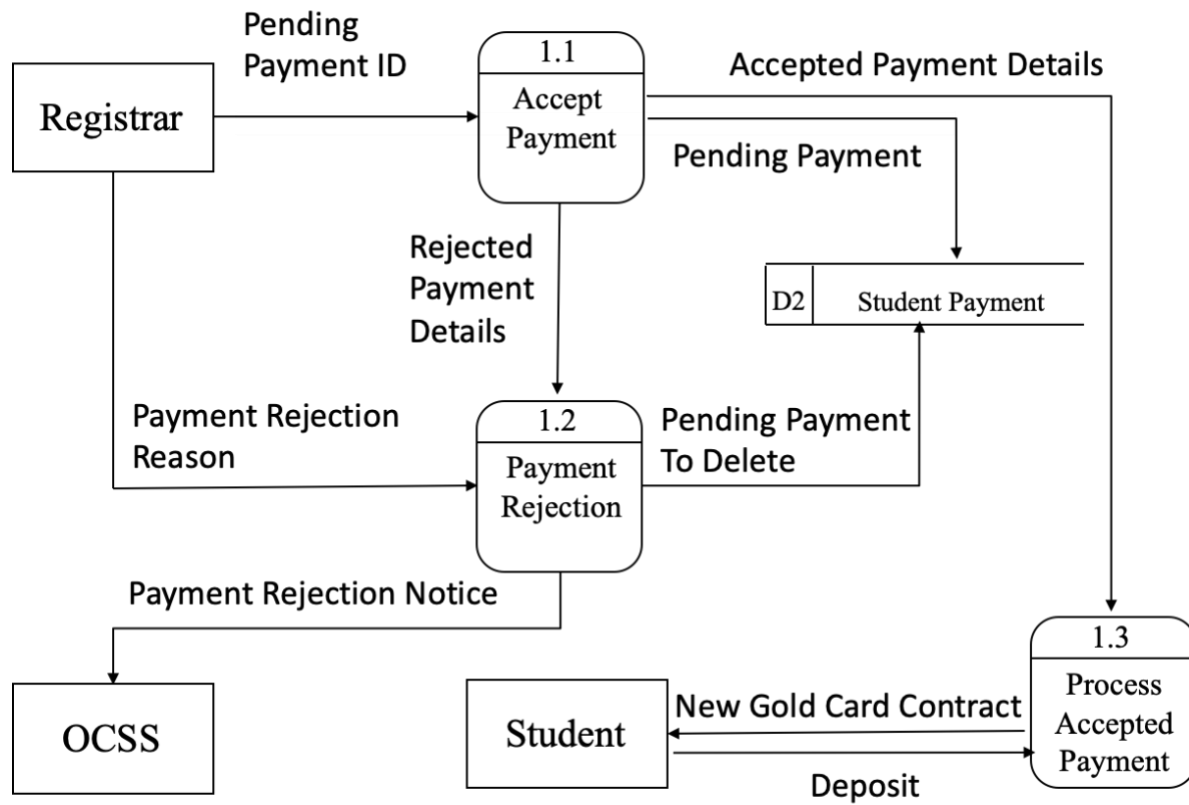 Pending
Payment ID
1.1
Accepted Payment Details
Registrar
Accept
Payment
Pending Payment
Rejected
Payment
Details
D2
Student Payment
Payment Rejection
Reason
1.2
Payment
Rejection
Pending Payment
To Delete
Payment Rejection Notice
1.3
OCSS
Student
New Gold Card Contract
Process
Accepted
Payment
Deposit